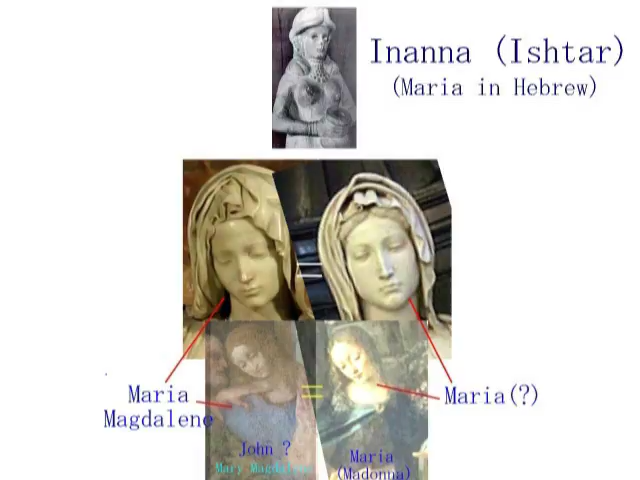 Inanna (Ishtar)
(Maria in Hebrew)
=
Maria
Magdalene
Maria(?)
=
John ?
Mary Magdalene
Maria
(Madonna)